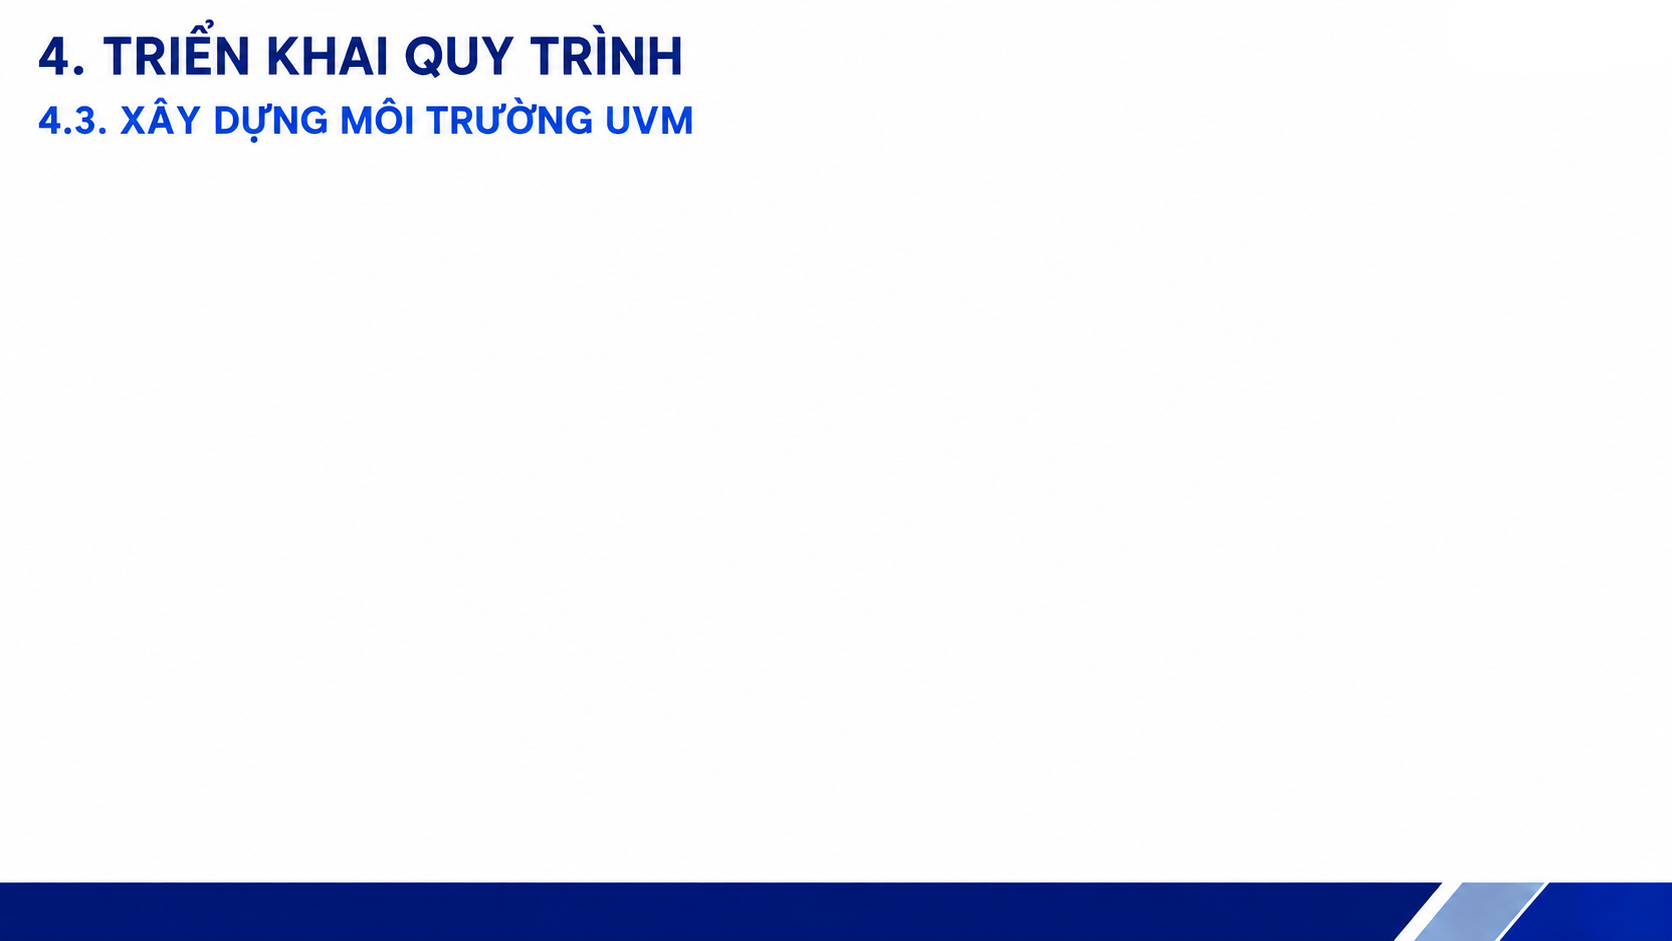 4. TRIỂN KHAI QUY TRÌNH
4.3. XÂY DỰNG MÔI TRƯỜNG UVM